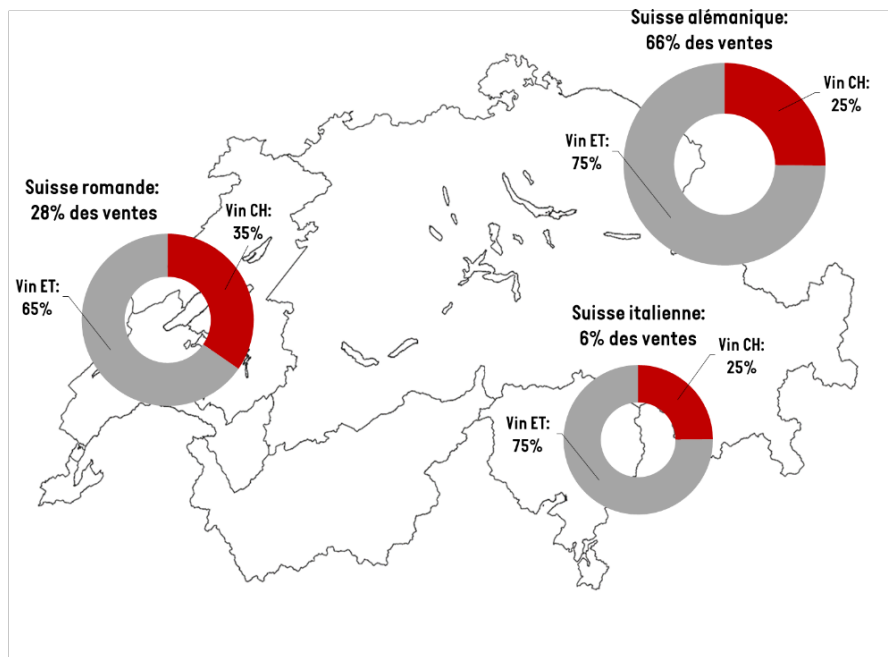 Suisse alémanique:
66% des ventes
Vin CH:
25%
Vin ET:
75%
Suisse romande:
28% des ventes
Vin CH:
35%
Vin ET:
65%
Suisse italienne:
6% des ventes
Vin CH:
25%
Vin ET:
75%